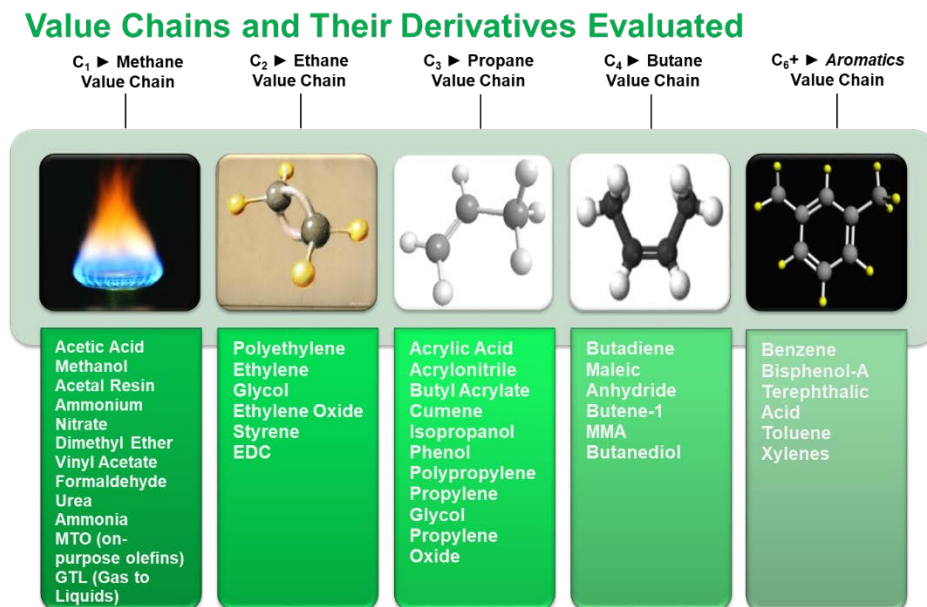 Value Chains and Their Derivatives Evaluated
C₁ ► Methane
Value Chain
C₂ ► Ethane
Value Chain
C₃ ► Propane
Value Chain
C₄ ► Butane
Value Chain
C₆+ ► Aromatics
Value Chain
Acetic Acid
Methanol
Acetal Resin
Ammonium
Nitrate
Dimethyl Ether
Vinyl Acetate
Formaldehyde
Urea
Ammonia
MTO (on-
purpose olefins)
GTL (Gas to
Liquids)
Polyethylene
Ethylene
Glycol
Ethylene Oxide
Styrene
EDC
Acrylic Acid
Acrylonitrile
Butyl Acrylate
Cumene
Isopropanol
Phenol
Polypropylene
Propylene
Glycol
Propylene
Oxide
Butadiene
Maleic
Anhydride
Butene-1
MMA
Butanediol
Benzene
Bisphenol-A
Terephthalic
Acid
Toluene
Xylenes